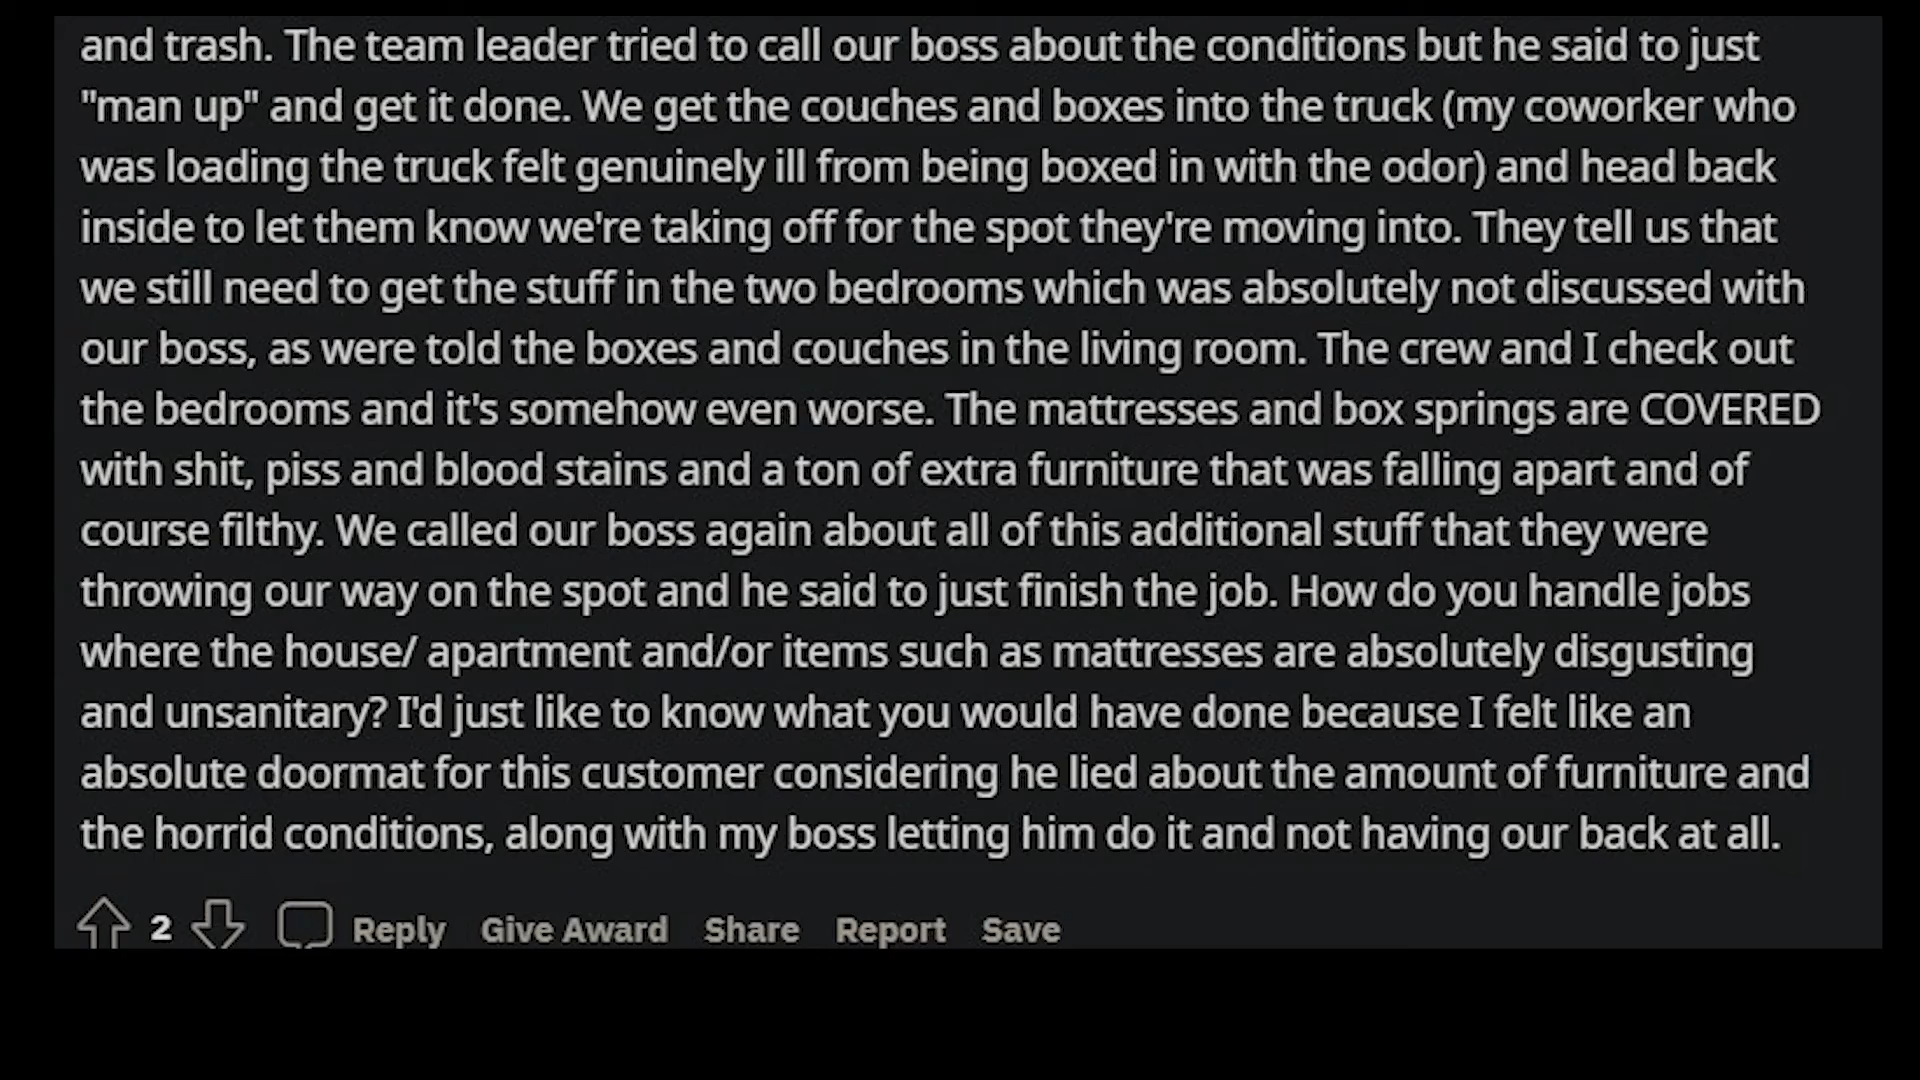 and trash. The team leader tried to call our boss about the conditions but he said to just
"man up" and get it done. We get the couches and boxes into the truck (my coworker who
was loading the truck felt genuinely ill from being boxed in with the odor) and head back
inside to let them know we're taking off for the spot they're moving into. They tell us that
we still need to get the stuff in the two bedrooms which was absolutely not discussed with
our boss, as were told the boxes and couches in the living room. The crew and I check out
the bedrooms and it's somehow even worse. The mattresses and box springs are COVERED
with shit, piss and blood stains and a ton of extra furniture that was falling apart and of
course filthy. We called our boss again about all of this additional stuff that they were
throwing our way on the spot and he said to just finish the job. How do you handle jobs
where the house/ apartment and/or items such as mattresses are absolutely disgusting
and unsanitary? I'd just like to know what you would have done because I felt like an
absolute doormat for this customer considering he lied about the amount of furniture and
the horrid conditions, along with my boss letting him do it and not having our back at all.
2 Reply Give Award Share Report Save